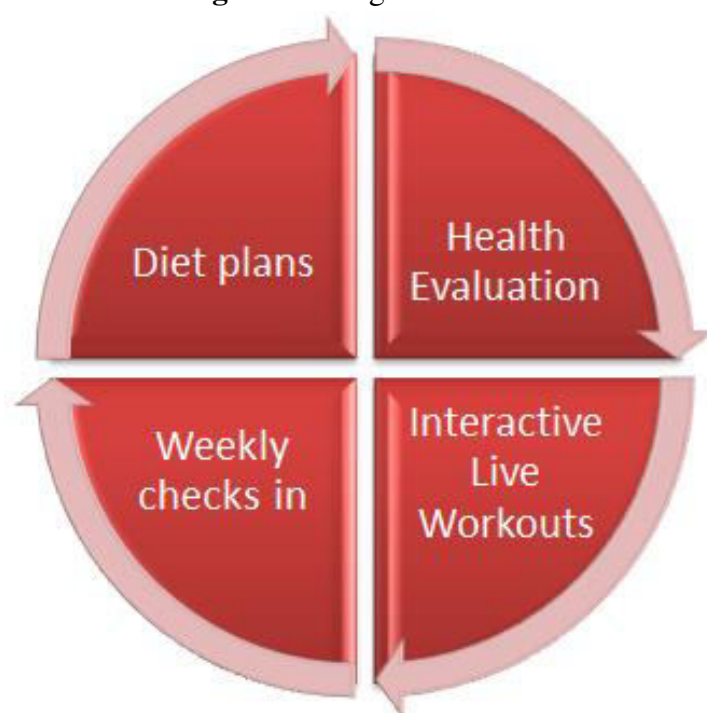 Diet plans
Health
Evaluation
Weekly
checks in
Interactive
Live
Workouts